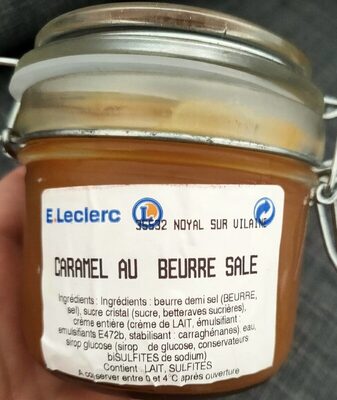 E.Leclerc L
35532 NOYAL SUR VILAINE
CARAMEL AU BEURRE SALE
Ingrédients : Ingrédients : beurre demi sel (BEURRE,
sel), sucre cristal (sucre, betteraves sucrières),
crème entière (crème de LAIT, émulsifiant :
emulsifiants E472b, stabilisant : carraghénanes), eau,
sirop glucose (sirop de glucose, conservateurs
biSULFITES de sodium)
Contient : LAIT, SULFITES
A conserver entre 0 et 4°C après ouverture